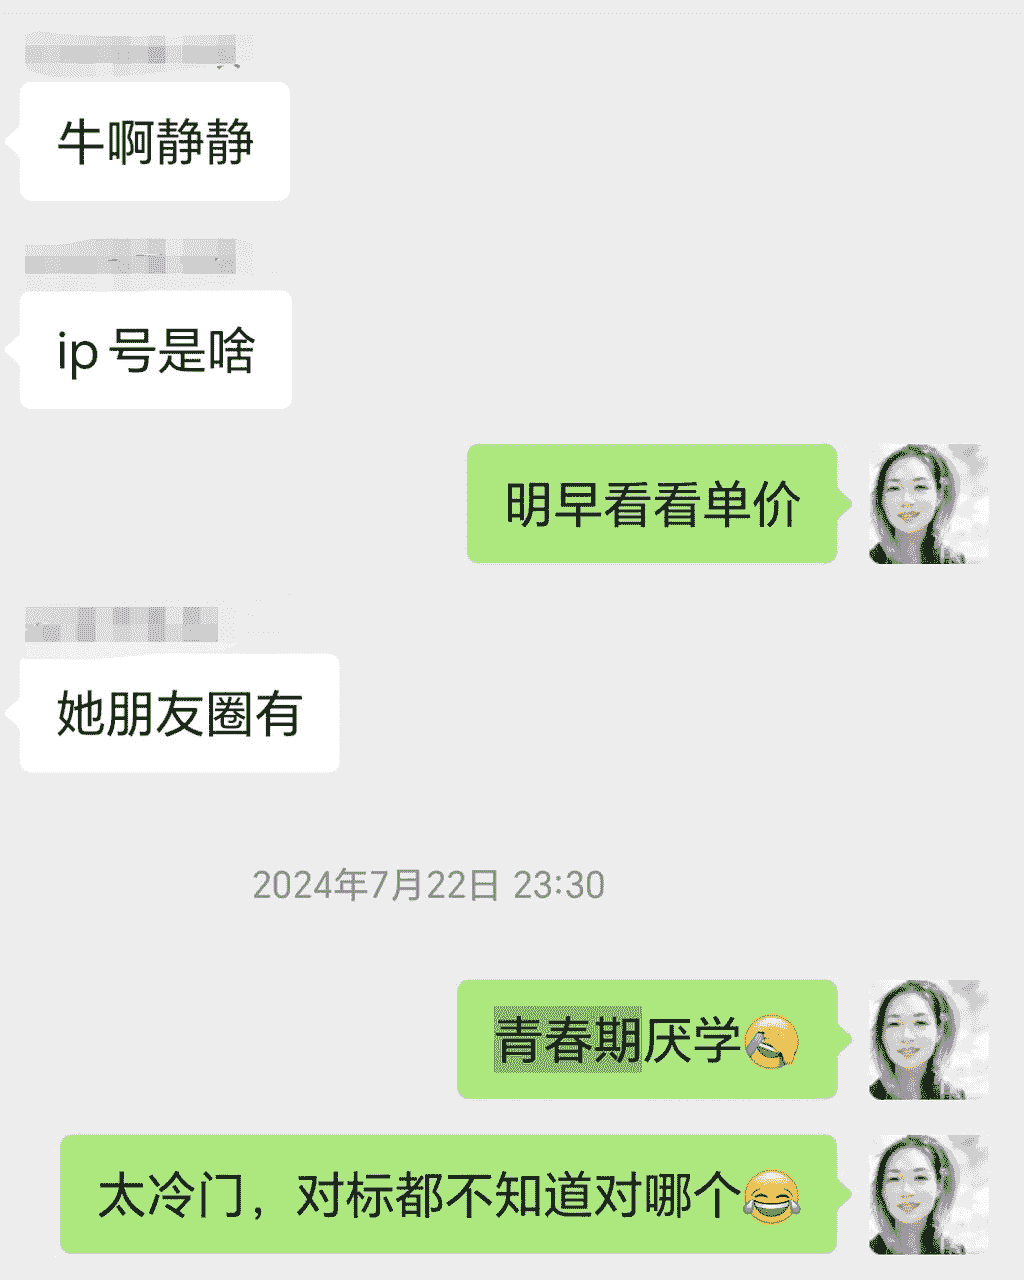 牛啊静静
ip号是啥
明早看看单价
她朋友圈有
2024年7月22日 23:30
青春期厌学🤦
太冷门，对标都不知道对哪个😂